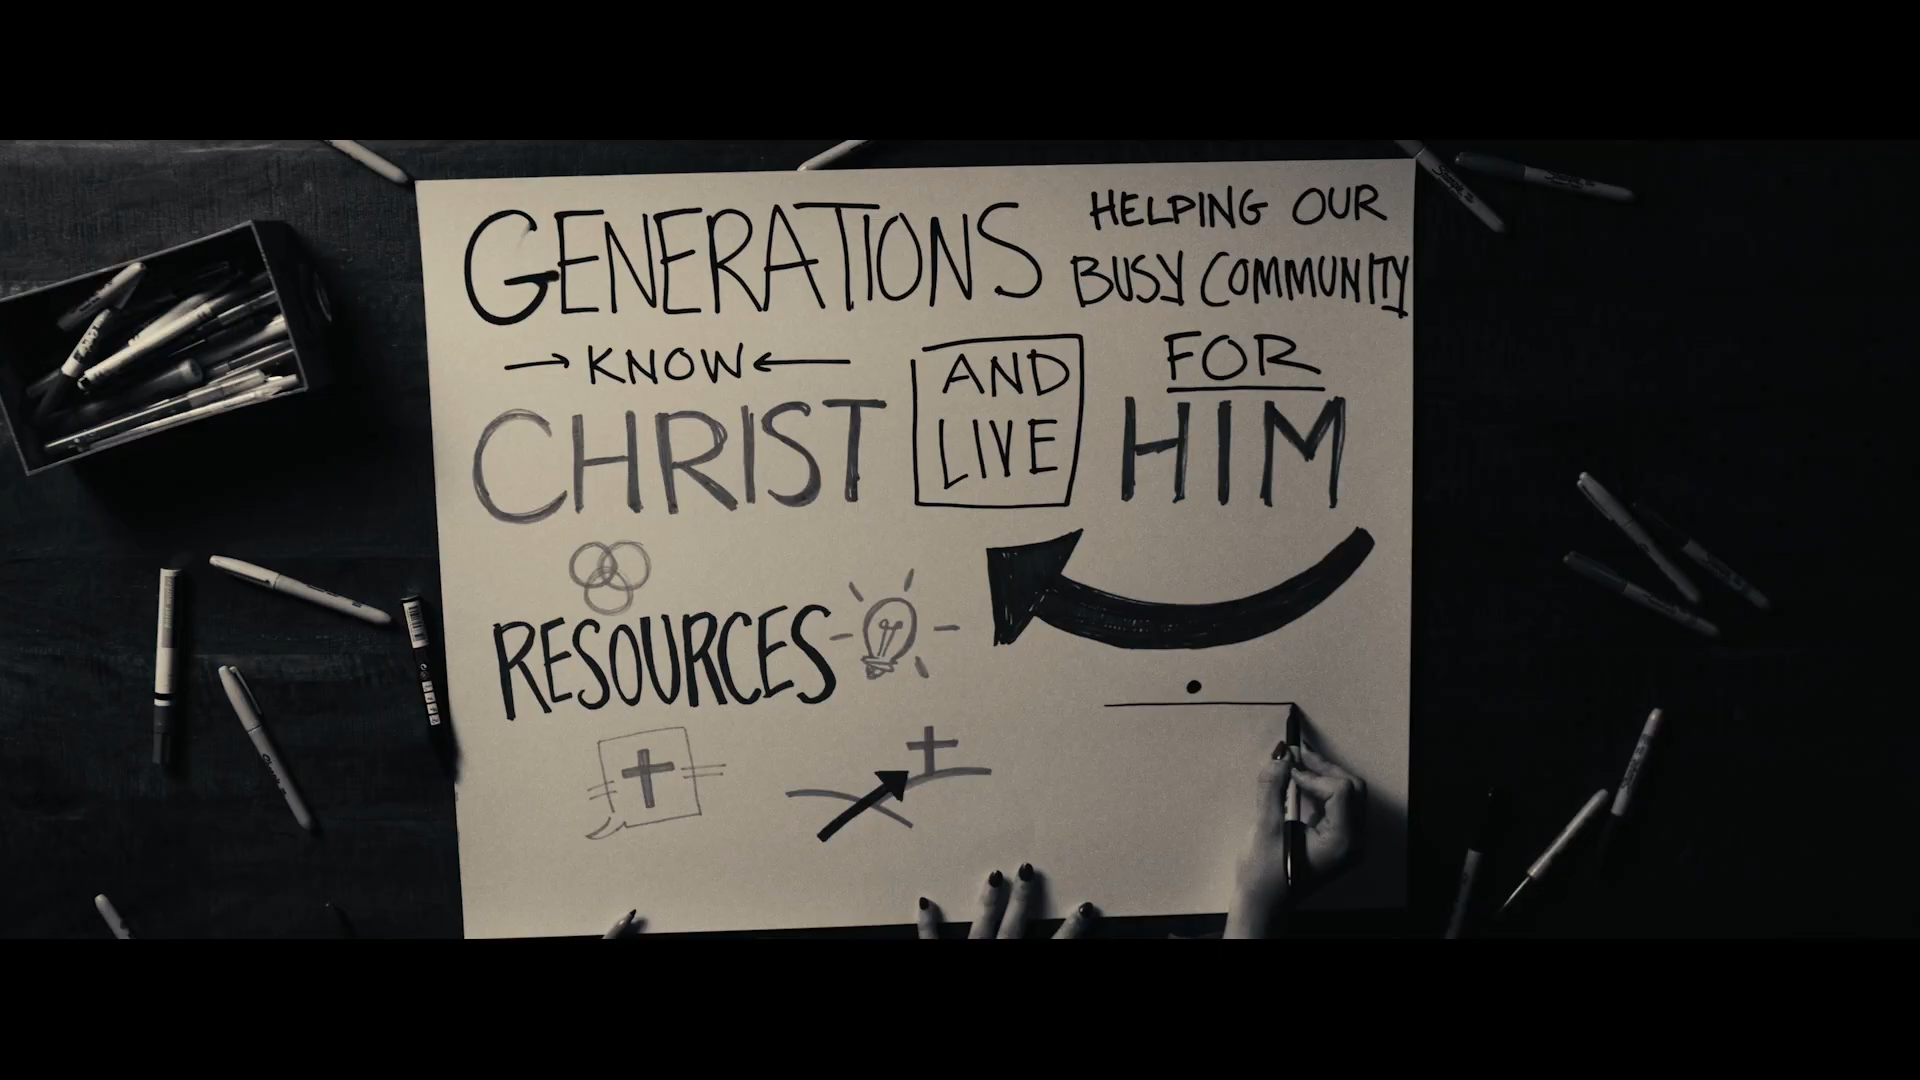 GENERATIONS
HELPING OUR
BUSY COMMUNITY
KNOW
CHRIST
AND
LIVE
FOR
HIM
RESOURCES